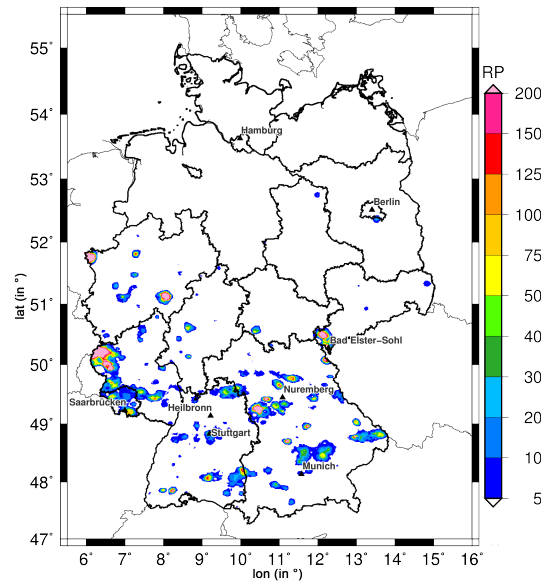 RP
55°
54°
53°
52°
51°
50°
49°
48°
47°
lat (in °)
Hamburg
Berlin
Bad Elster-Sohl
Saarbrücken
Nuremberg
Heilbronn
Stuttgart
Munich
200
150
125
100
75
50
40
30
20
10
5
6° 7° 8° 9° 10° 11° 12° 13° 14° 15° 16°
lon (in °)